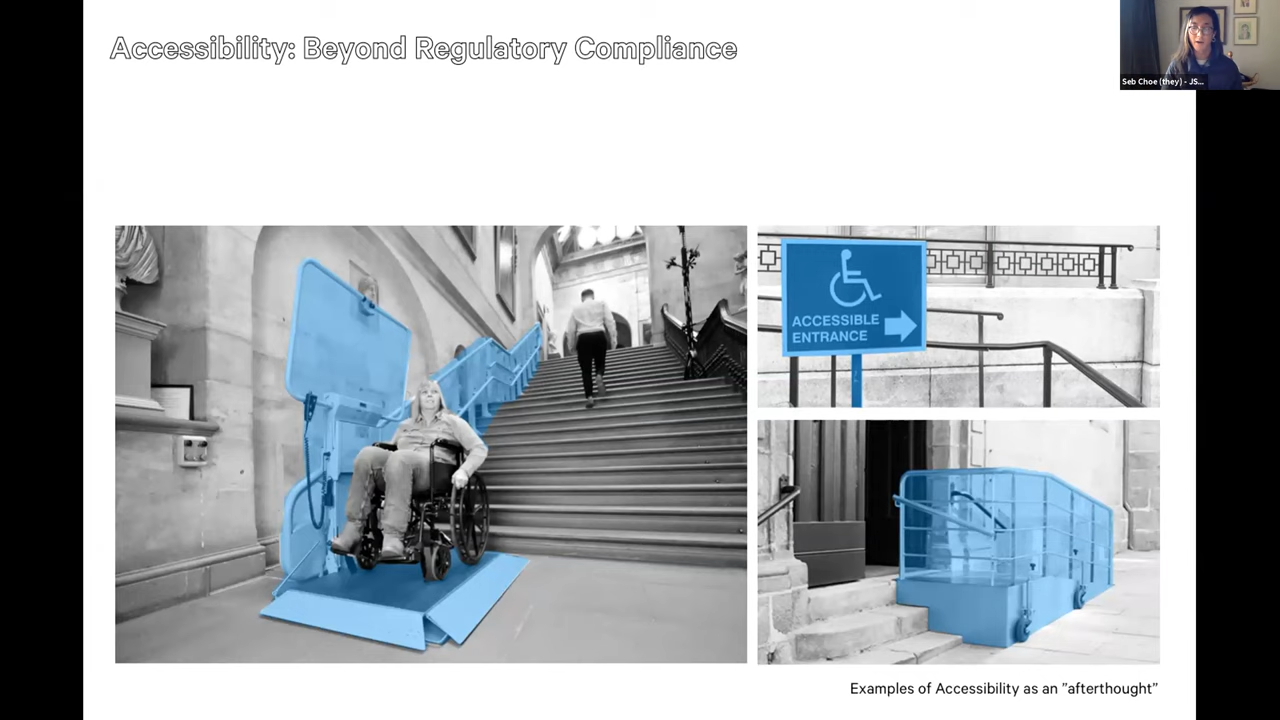 Accessibility: Beyond Regulatory Compliance
Seb Choe (they) - JS...
ACCESSIBLE
ENTRANCE
Examples of Accessibility as an "afterthought"